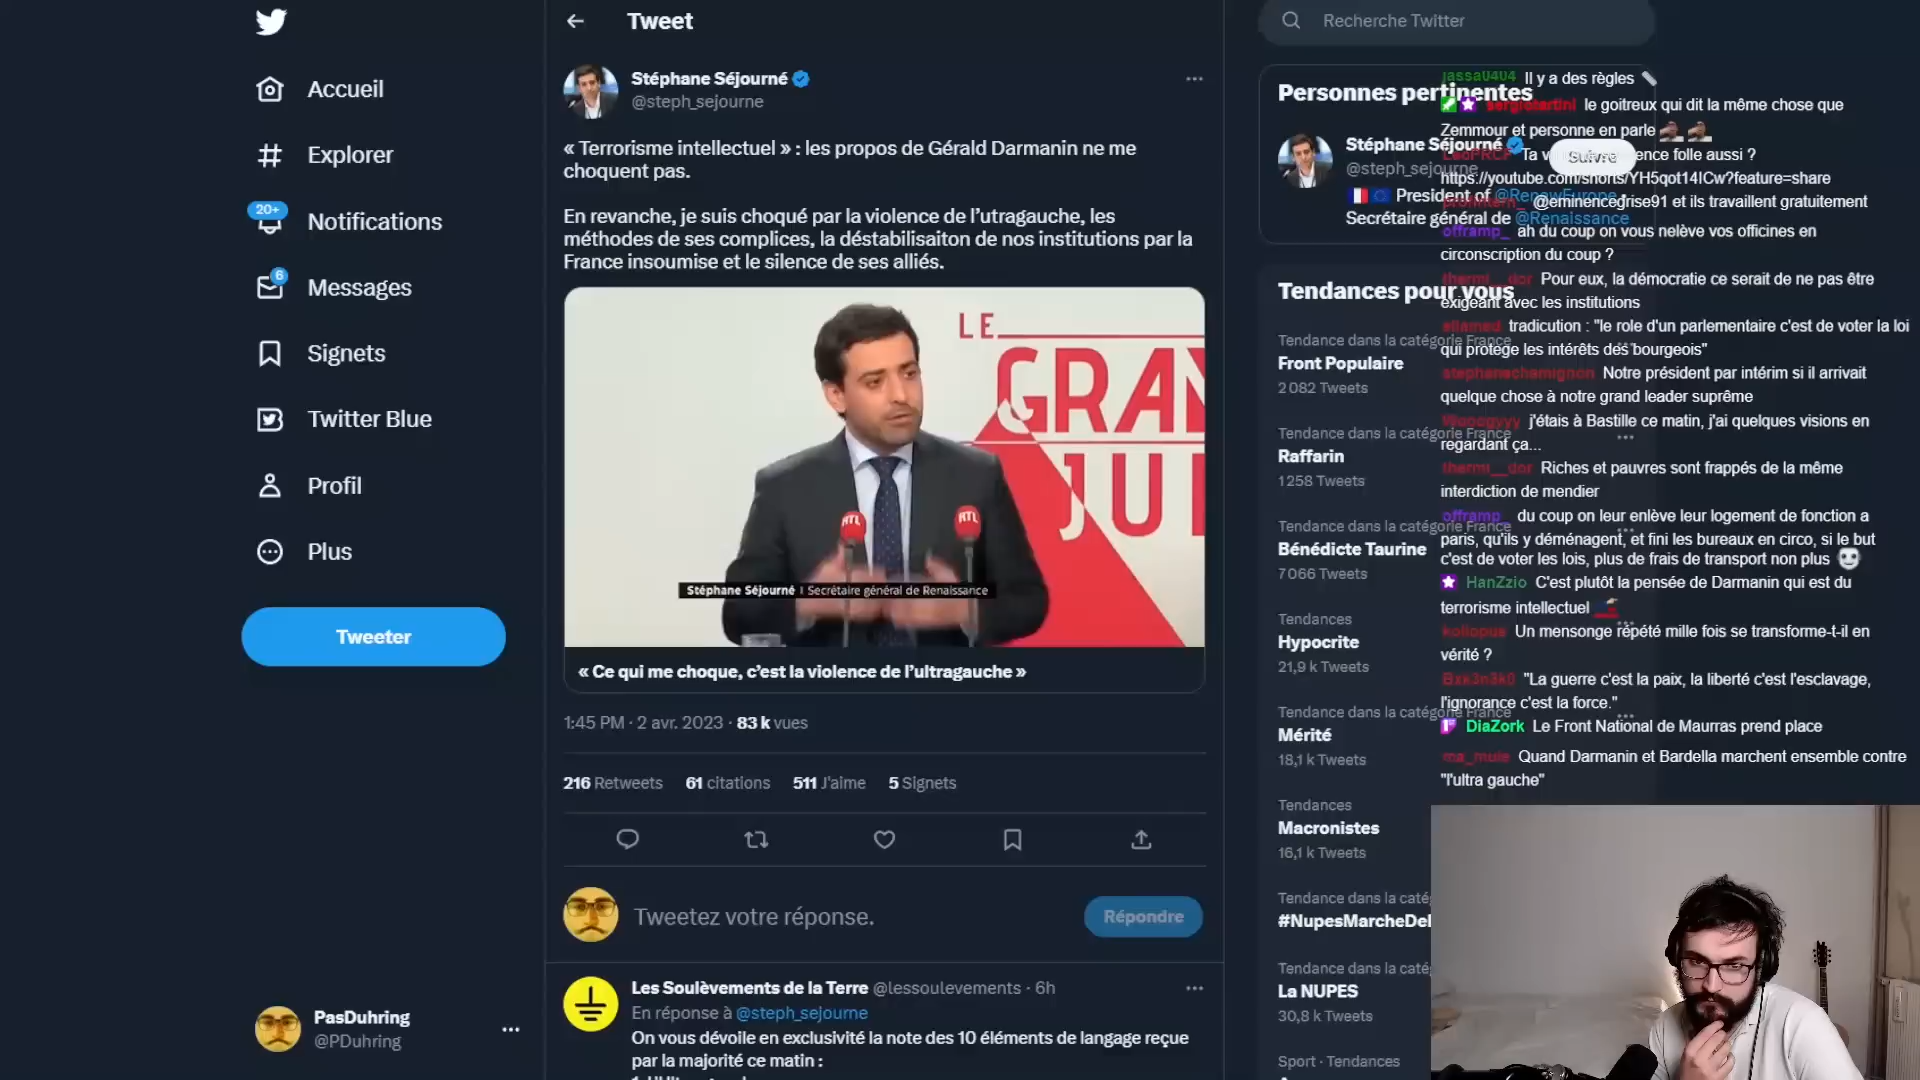 Tweet
Recherche Twitter
Accueil
Explorer
20+
Notifications
6
Messages
Signets
Twitter Blue
Profil
Plus
Tweeter
PasDuhring
@PDuhring
Stéphane Séjourné
@steph_sejourne
« Terrorisme intellectuel » : les propos de Gérald Darmanin ne me
choquent pas.
En revanche, je suis choqué par la violence de l’utragauche, les
méthodes de ses complices, la déstabilisaiton de nos institutions par la
France insoumise et le silence de ses alliés.
LE
GRAN
JU
RTL
RTL
Stéphane Séjourné | Secrétaire général de Renaissance
« Ce qui me choque, c’est la violence de l’ultragauche »
1:45 PM · 2 avr. 2023 · 83 k vues
216 Retweets 61 citations 511 J'aime 5 Signets
Tweetez votre réponse.
Répondre
Les Soulèvements de la Terre @lessoulevements · 6h
En réponse à @steph_sejourne
On vous dévoile en exclusivité la note des 10 éléments de langage reçue
par la majorité ce matin :
Personnes pertinentes
Stéphane Séjourné
@steph_sejourne
Suivre
President of @RenewEurope
Secrétaire général de @Renaissance
Tendances pour vous
Tendance dans la catégorie France
Front Populaire
2 082 Tweets
Tendance dans la catégorie France
Raffarin
1 258 Tweets
Tendance dans la catégorie France
Bénédicte Taurine
7 066 Tweets
Tendances
Hypocrite
21,9 k Tweets
Tendance dans la catégorie France
Mérité
18,1 k Tweets
Tendances
Macronistes
16,1 k Tweets
Tendance dans la caté
#NupesMarcheDe
Tendance dans la caté
La NUPES
30,8 k Tweets
Sport · Tendances
jassa0404 Il y a des règles
sergiotartini le goitreux qui dit la même chose que
Zemmour et personne en parle
Ta folle aussi ?
https://youtube.com/shorts/YH5qot14ICw?feature=share
@eminencegrise91 et ils travaillent gratuitement
offramp_ ah du coup on vous nelève vos officines en
circonscription du coup ?
thermi__dor Pour eux, la démocratie ce serait de ne pas être
exigeant avec les institutions
tradicution : "le role d'un parlementaire c'est de voter la loi
qui protege les intérêts des bourgeois"
stephanechamignon Notre président par intérim si il arrivait
quelque chose à notre grand leader suprême
j'étais à Bastille ce matin, j'ai quelques visions en
regardant ça...
thermi__dor Riches et pauvres sont frappés de la même
interdiction de mendier
offramp_ du coup on leur enlève leur logement de fonction a
paris, qu'ils y déménagent, et fini les bureaux en circo, si le but
c'est de voter les lois, plus de frais de transport non plus
HanZzio C'est plutôt la pensée de Darmanin qui est du
terrorisme intellectuel
Un mensonge répété mille fois se transforme-t-il en
vérité ?
"La guerre c'est la paix, la liberté c'est l'esclavage,
l'ignorance c'est la force."
DiaZork Le Front National de Maurras prend place
ma_mule Quand Darmanin et Bardella marchent ensemble contre
"l'ultra gauche"